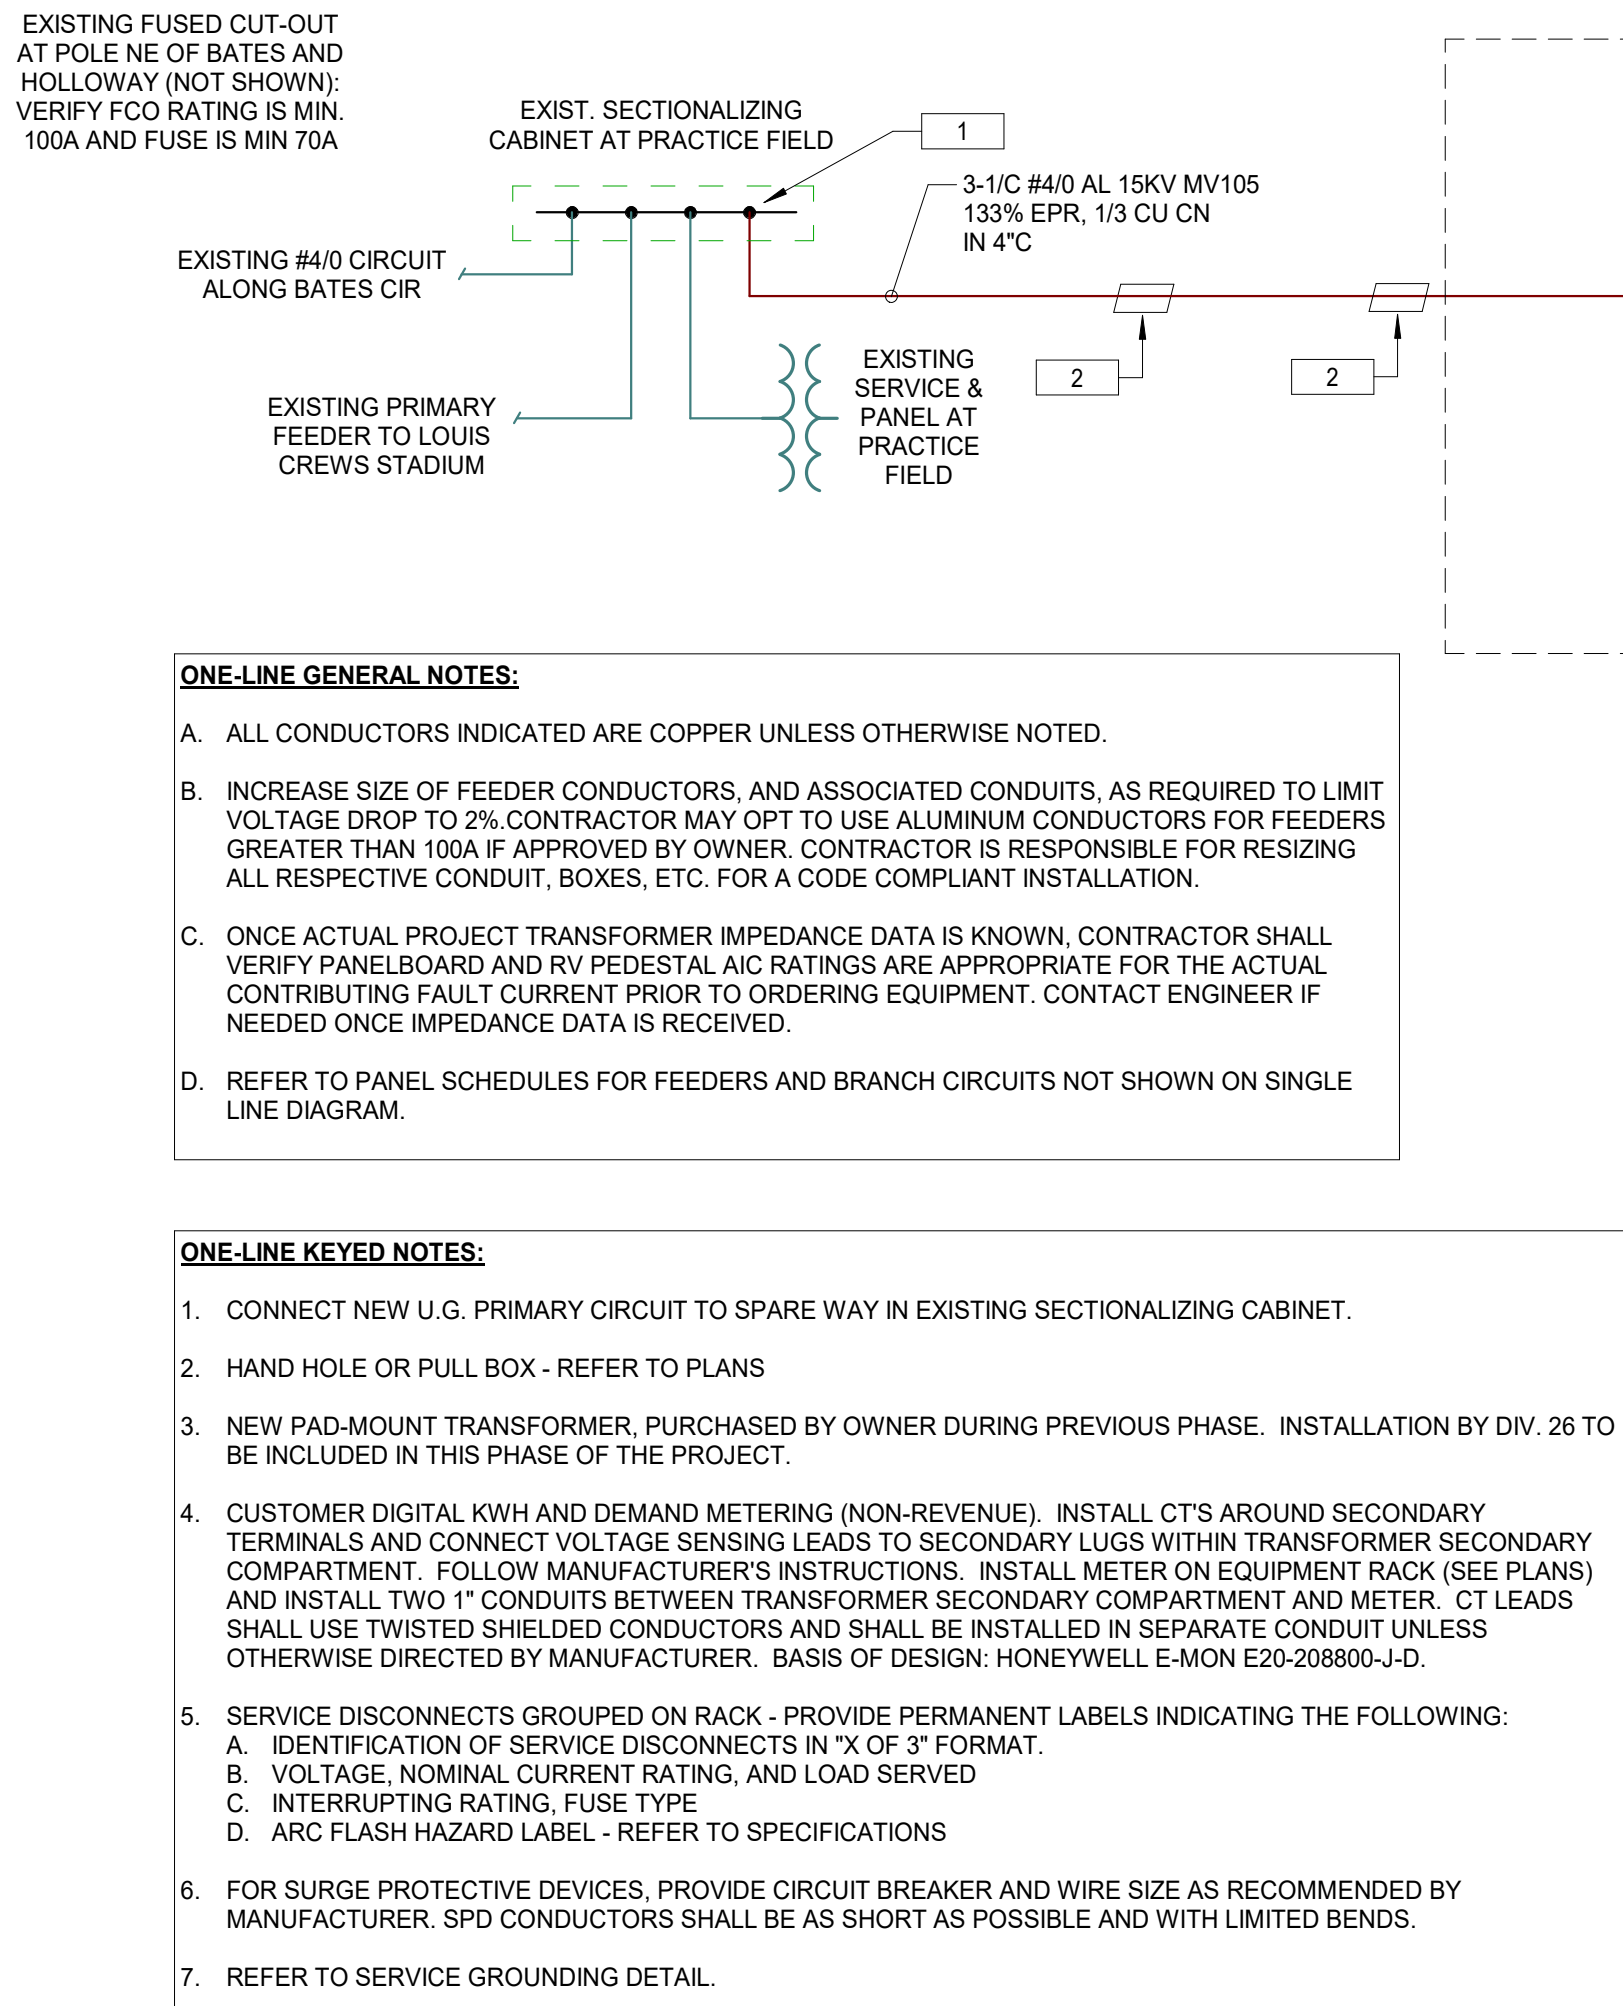 EXISTING FUSED CUT-OUT
AT POLE NE OF BATES AND
HOLLOWAY (NOT SHOWN):
VERIFY FCO RATING IS MIN.
100A AND FUSE IS MIN 70A
EXIST. SECTIONALIZING
CABINET AT PRACTICE FIELD
1
3-1/C #4/0 AL 15KV MV105
133% EPR, 1/3 CU CN
IN 4"C
EXISTING #4/0 CIRCUIT
ALONG BATES CIR
EXISTING PRIMARY
FEEDER TO LOUIS
CREWS STADIUM
EXISTING
SERVICE &
PANEL AT
PRACTICE
FIELD
2
2
ONE-LINE GENERAL NOTES:
A. ALL CONDUCTORS INDICATED ARE COPPER UNLESS OTHERWISE NOTED.
B. INCREASE SIZE OF FEEDER CONDUCTORS, AND ASSOCIATED CONDUITS, AS REQUIRED TO LIMIT
VOLTAGE DROP TO 2%.CONTRACTOR MAY OPT TO USE ALUMINUM CONDUCTORS FOR FEEDERS
GREATER THAN 100A IF APPROVED BY OWNER. CONTRACTOR IS RESPONSIBLE FOR RESIZING
ALL RESPECTIVE CONDUIT, BOXES, ETC. FOR A CODE COMPLIANT INSTALLATION.
C. ONCE ACTUAL PROJECT TRANSFORMER IMPEDANCE DATA IS KNOWN, CONTRACTOR SHALL
VERIFY PANELBOARD AND RV PEDESTAL AIC RATINGS ARE APPROPRIATE FOR THE ACTUAL
CONTRIBUTING FAULT CURRENT PRIOR TO ORDERING EQUIPMENT. CONTACT ENGINEER IF
NEEDED ONCE IMPEDANCE DATA IS RECEIVED.
D. REFER TO PANEL SCHEDULES FOR FEEDERS AND BRANCH CIRCUITS NOT SHOWN ON SINGLE
LINE DIAGRAM.
ONE-LINE KEYED NOTES:
1. CONNECT NEW U.G. PRIMARY CIRCUIT TO SPARE WAY IN EXISTING SECTIONALIZING CABINET.
2. HAND HOLE OR PULL BOX - REFER TO PLANS
3. NEW PAD-MOUNT TRANSFORMER, PURCHASED BY OWNER DURING PREVIOUS PHASE. INSTALLATION BY DIV. 26 TO
BE INCLUDED IN THIS PHASE OF THE PROJECT.
4. CUSTOMER DIGITAL KWH AND DEMAND METERING (NON-REVENUE). INSTALL CT'S AROUND SECONDARY
TERMINALS AND CONNECT VOLTAGE SENSING LEADS TO SECONDARY LUGS WITHIN TRANSFORMER SECONDARY
COMPARTMENT. FOLLOW MANUFACTURER'S INSTRUCTIONS. INSTALL METER ON EQUIPMENT RACK (SEE PLANS)
AND INSTALL TWO 1" CONDUITS BETWEEN TRANSFORMER SECONDARY COMPARTMENT AND METER. CT LEADS
SHALL USE TWISTED SHIELDED CONDUCTORS AND SHALL BE INSTALLED IN SEPARATE CONDUIT UNLESS
OTHERWISE DIRECTED BY MANUFACTURER. BASIS OF DESIGN: HONEYWELL E-MON E20-208800-J-D.
5. SERVICE DISCONNECTS GROUPED ON RACK - PROVIDE PERMANENT LABELS INDICATING THE FOLLOWING:
A. IDENTIFICATION OF SERVICE DISCONNECTS IN "X OF 3" FORMAT.
B. VOLTAGE, NOMINAL CURRENT RATING, AND LOAD SERVED
C. INTERRUPTING RATING, FUSE TYPE
D. ARC FLASH HAZARD LABEL - REFER TO SPECIFICATIONS
6. FOR SURGE PROTECTIVE DEVICES, PROVIDE CIRCUIT BREAKER AND WIRE SIZE AS RECOMMENDED BY
MANUFACTURER. SPD CONDUCTORS SHALL BE AS SHORT AS POSSIBLE AND WITH LIMITED BENDS.
7. REFER TO SERVICE GROUNDING DETAIL.